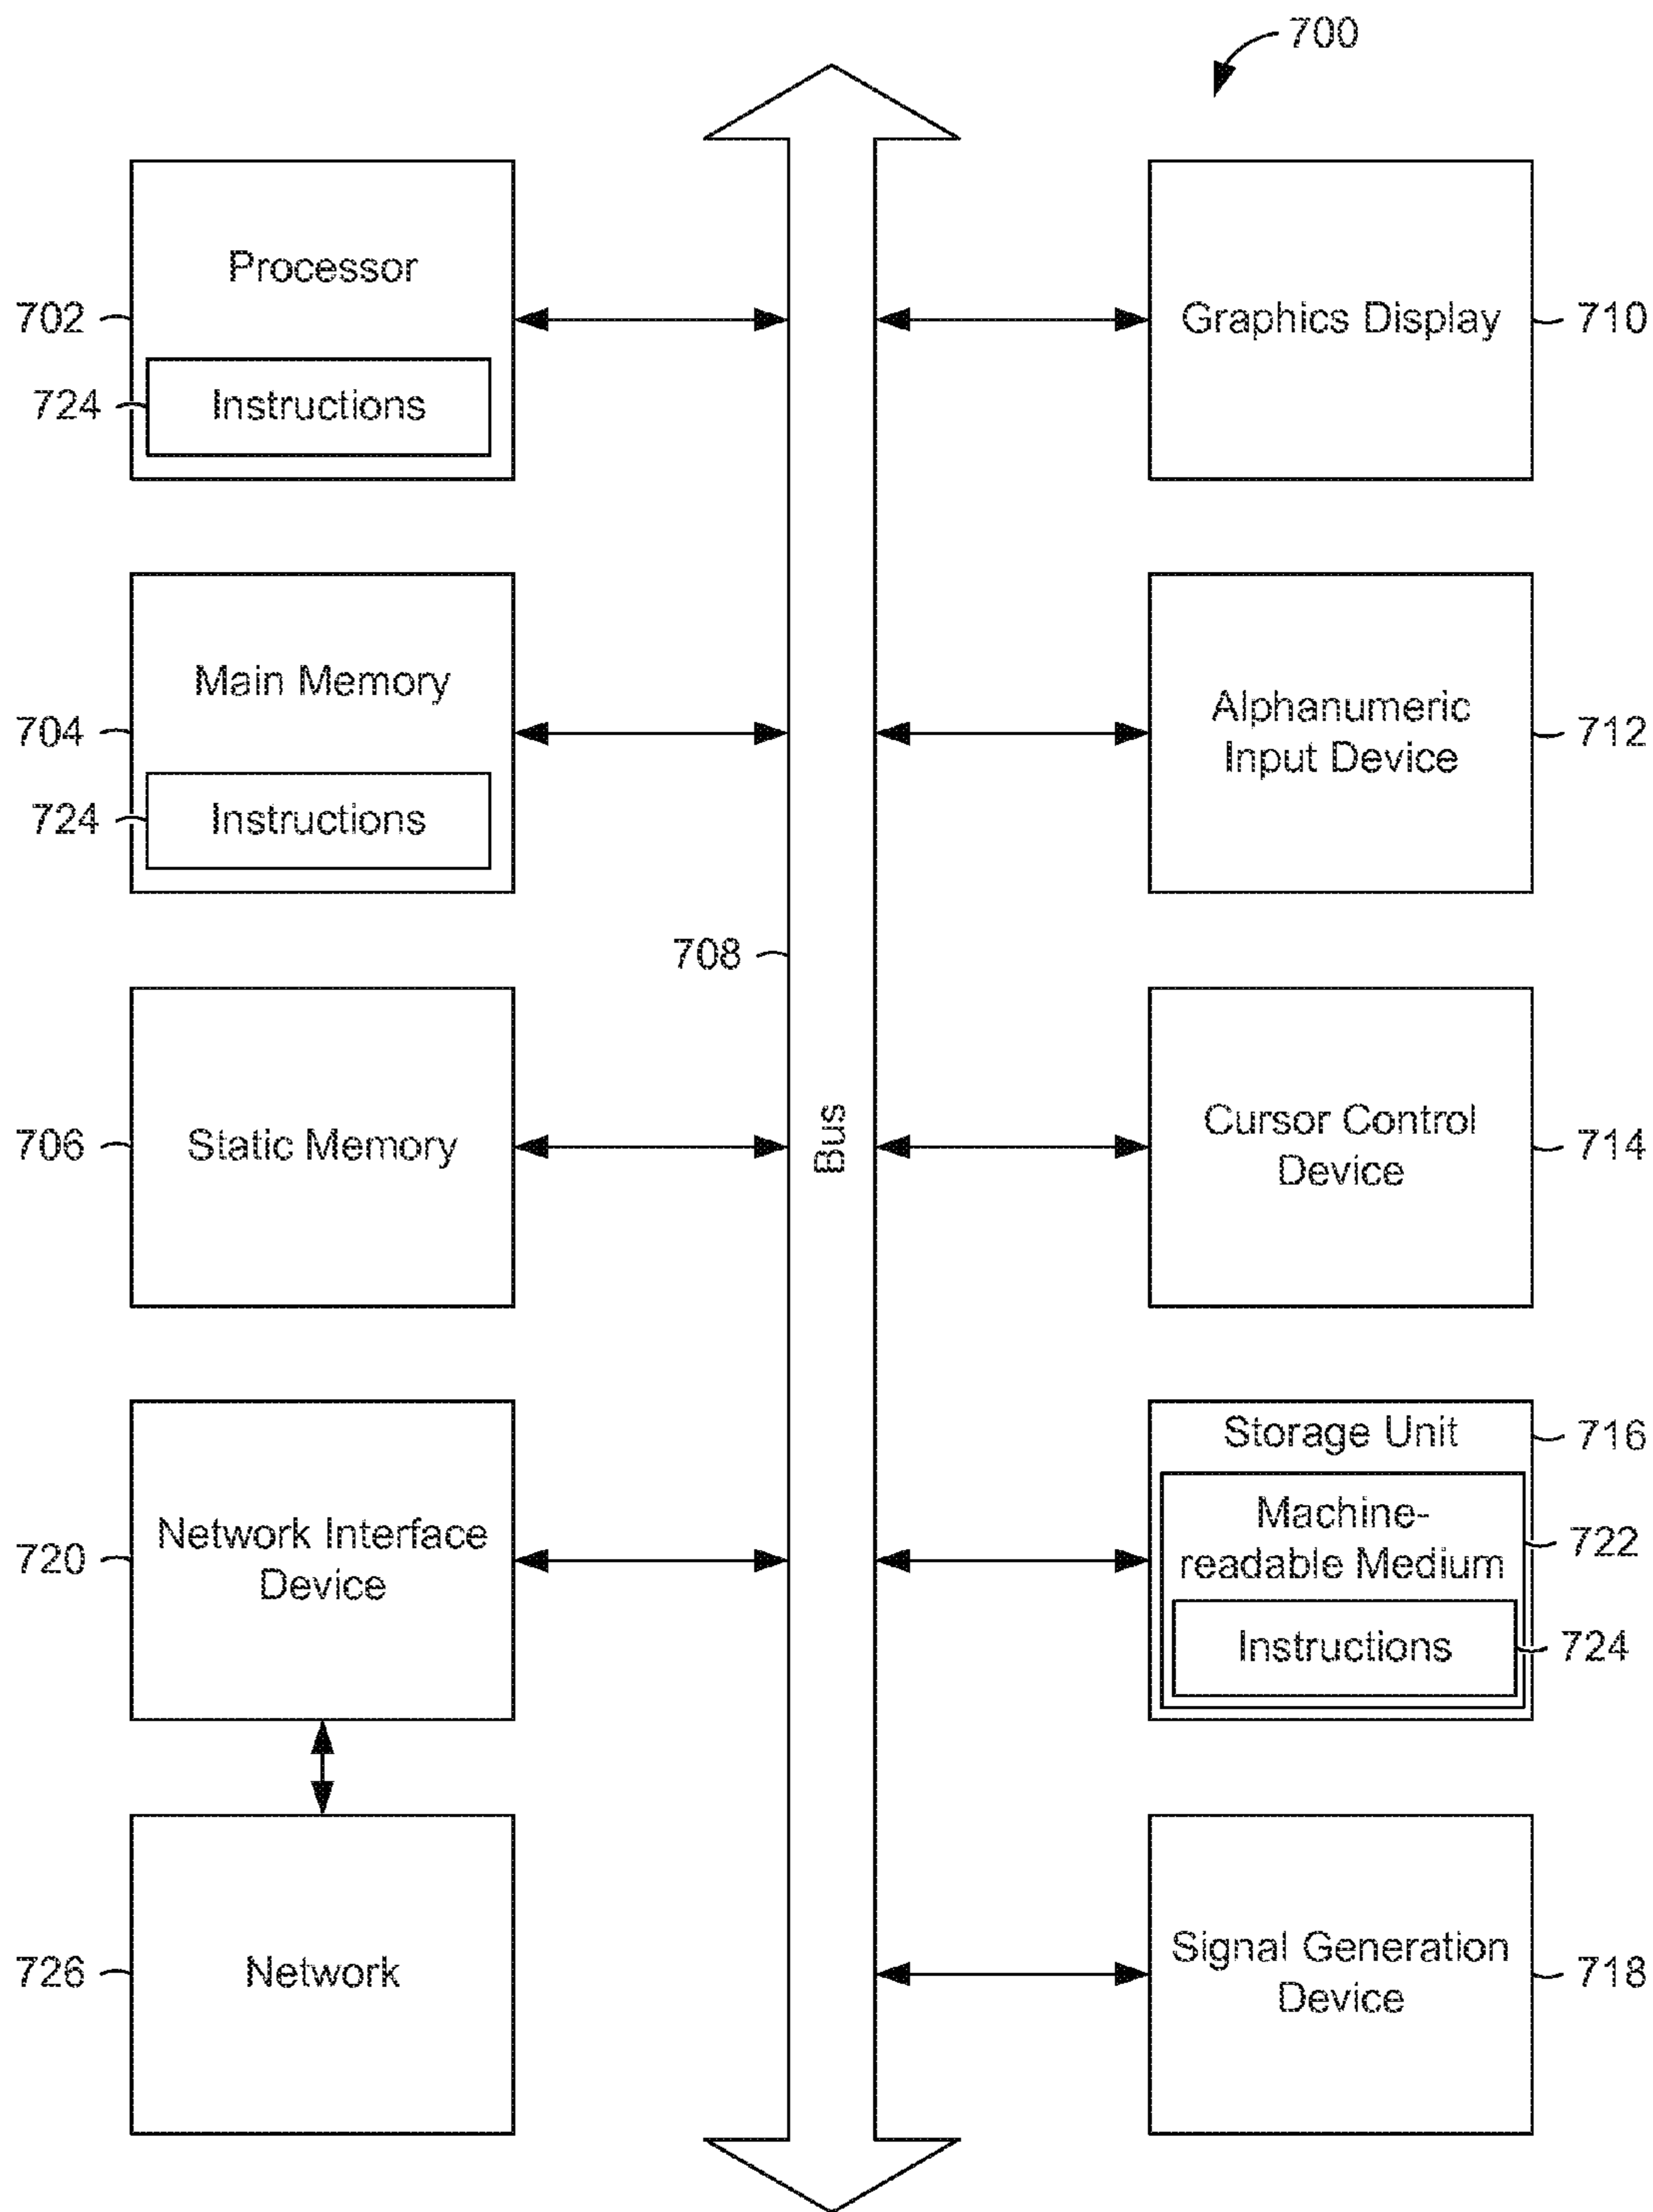 700
Processor
702
724
Instructions
Graphics Display
710
Main Memory
704
724
Instructions
Alphanumeric
Input Device
712
708
Bus
Static Memory
706
Cursor Control
Device
714
Network Interface
Device
720
Storage Unit
716
Machine-
readable Medium
722
Instructions
724
Network
726
Signal Generation
Device
718